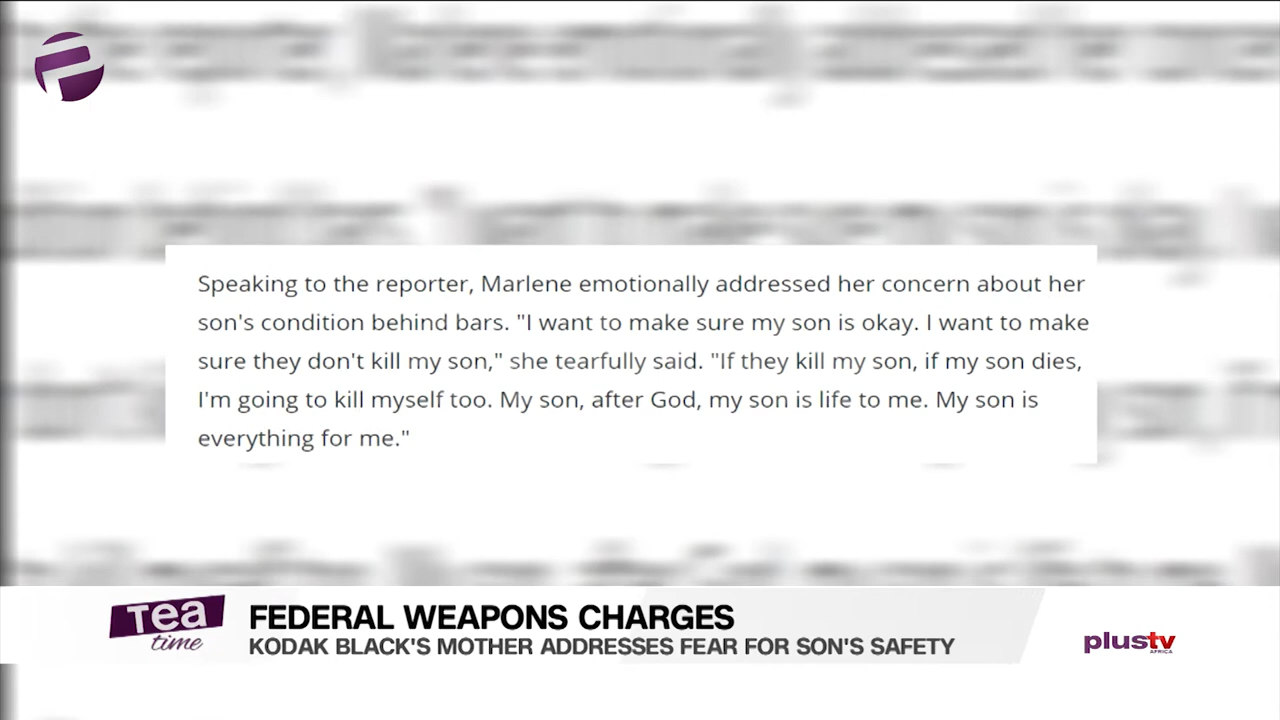 Speaking to the reporter, Marlene emotionally addressed her concern about her
son's condition behind bars. "I want to make sure my son is okay. I want to make
sure they don't kill my son," she tearfully said. "If they kill my son, if my son dies,
I'm going to kill myself too. My son, after God, my son is life to me. My son is
everything for me."
Tea
time
FEDERAL WEAPONS CHARGES
KODAK BLACK'S MOTHER ADDRESSES FEAR FOR SON'S SAFETY
plustv
AFRICA